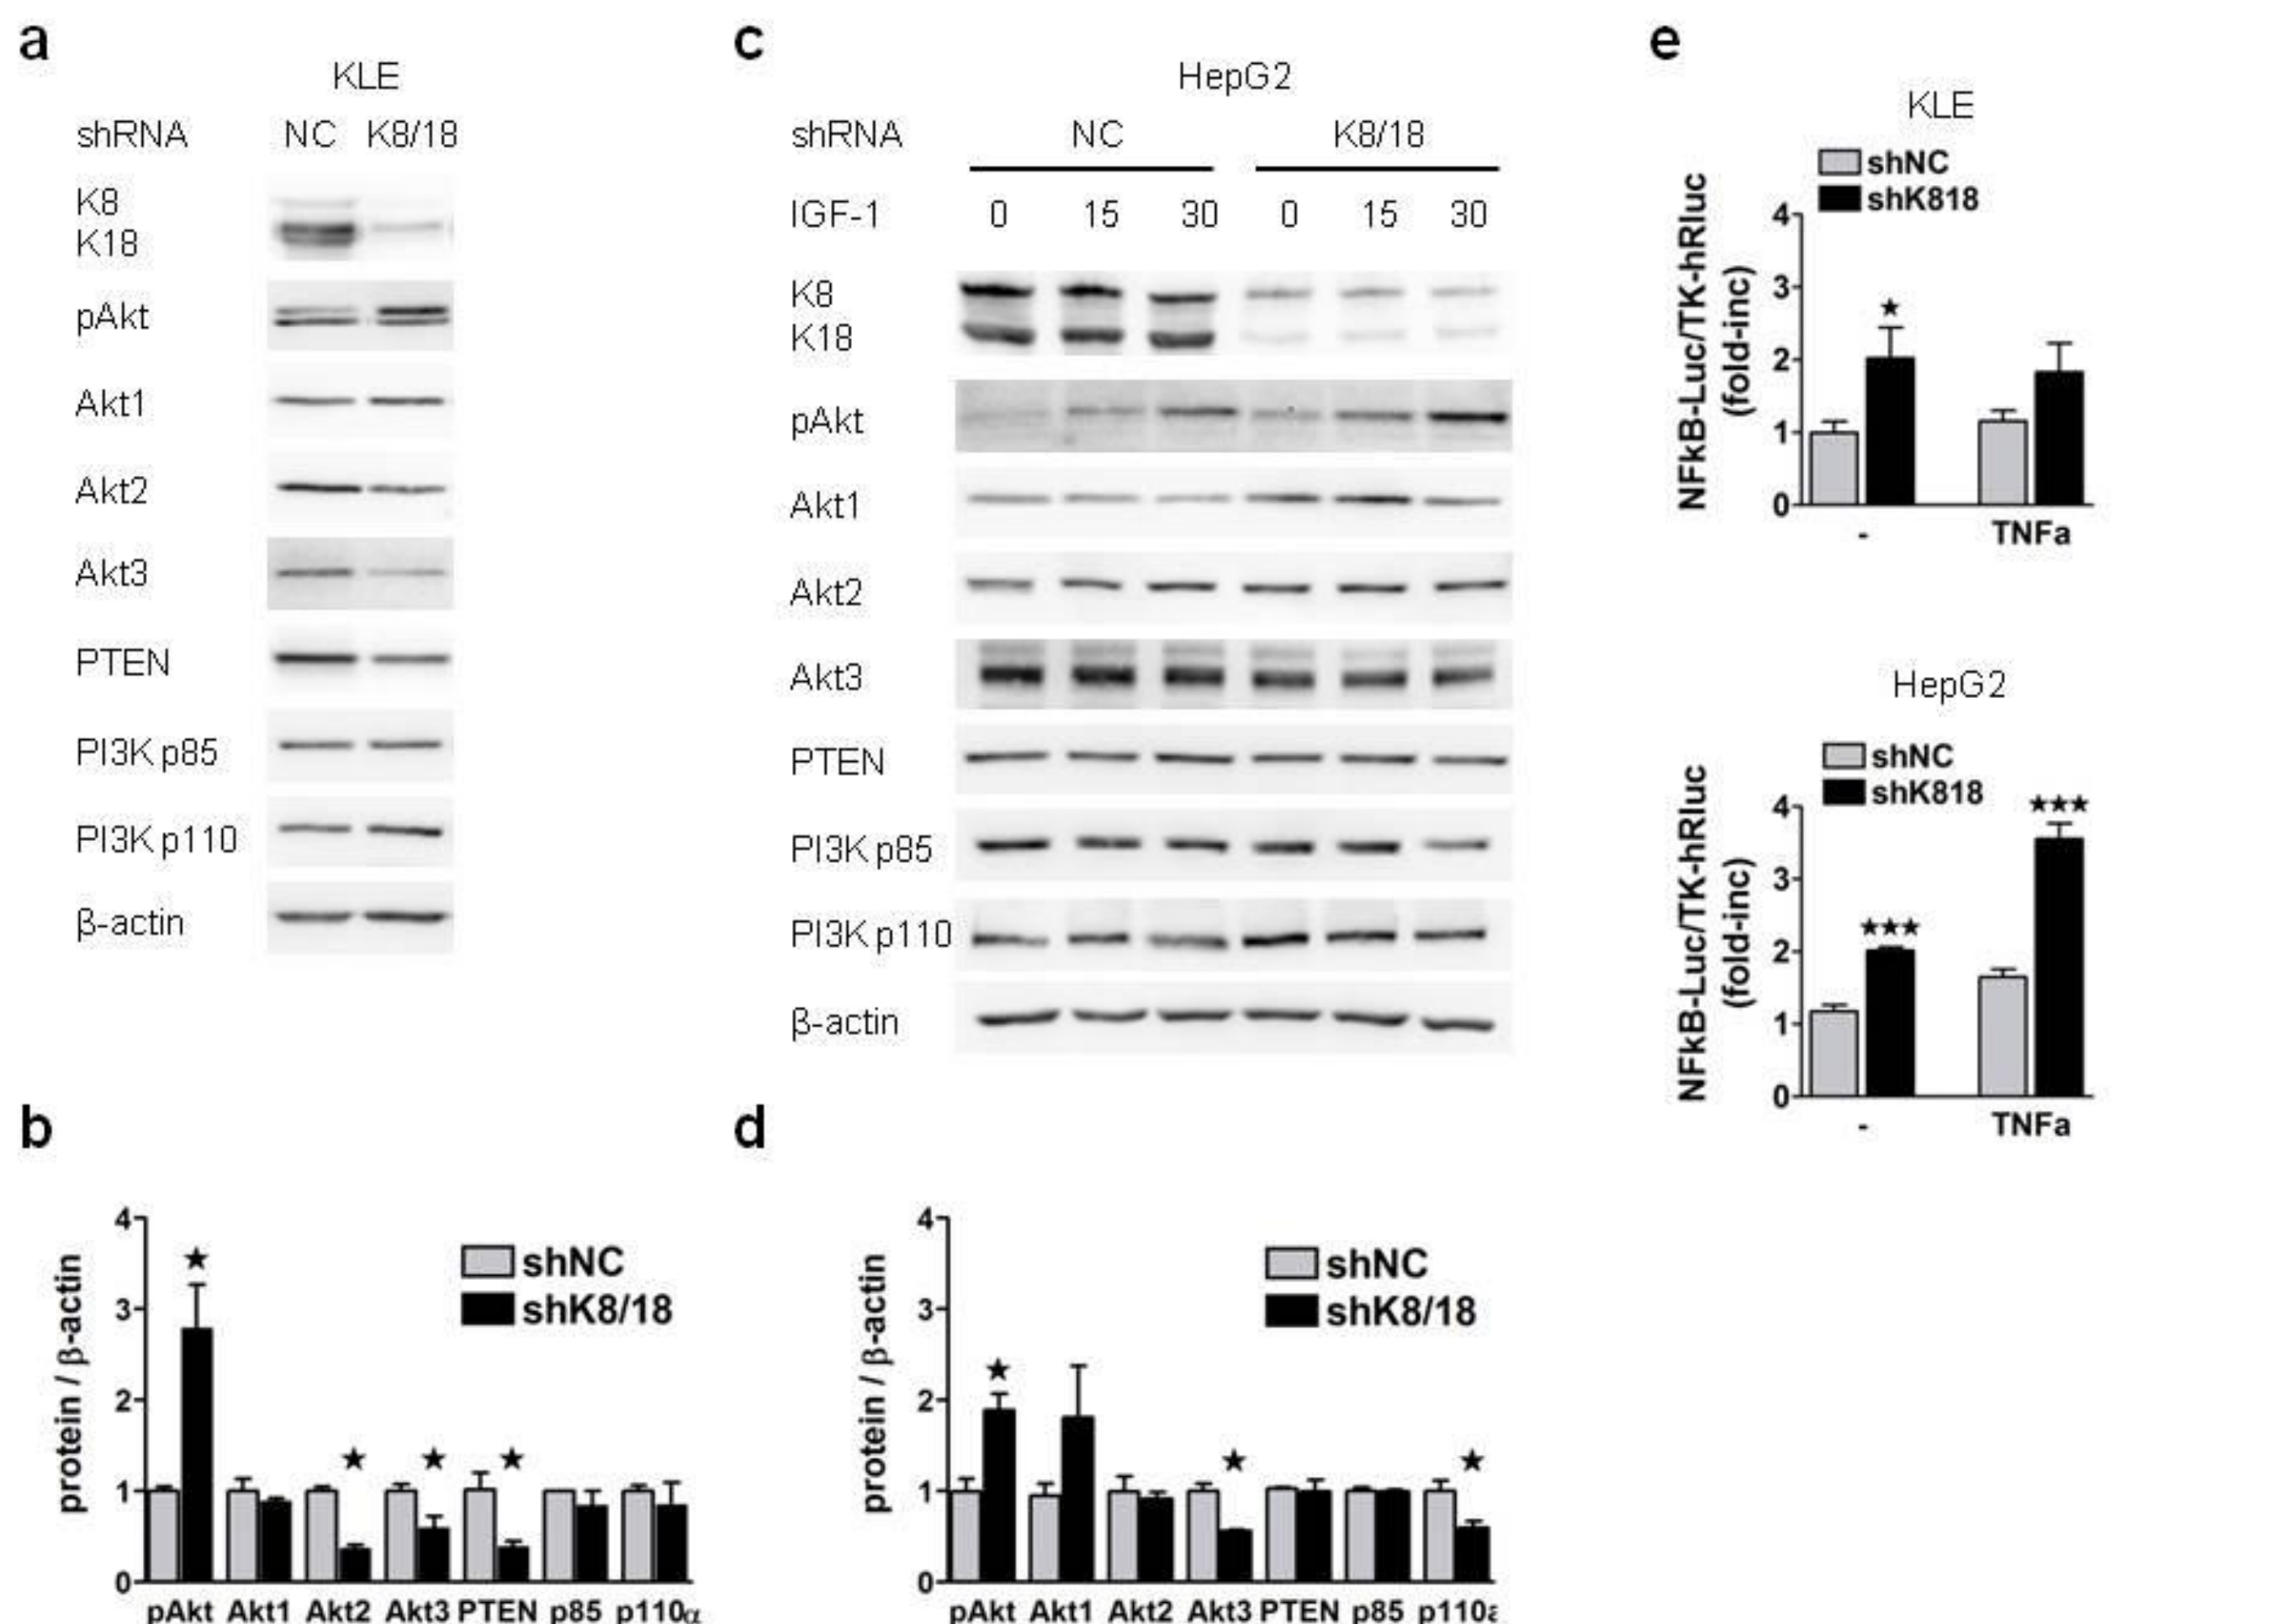 a
KLE
shRNA NC K8/18
K8
K18
pAkt
Akt1
Akt2
Akt3
PTEN
PI3K p85
PI3K p110
β-actin
b
protein / β-actin
4
3
2
1
0
shNC
shK8/18
pAkt Akt1 Akt2 Akt3 PTEN p85 p110α
c
HepG2
shRNA NC K8/18
IGF-1 0 15 30 0 15 30
K8
K18
pAkt
Akt1
Akt2
Akt3
PTEN
PI3K p85
PI3K p110
β-actin
d
protein / β-actin
4
3
2
1
0
shNC
shK8/18
pAkt Akt1 Akt2 Akt3 PTEN p85 p110
e
KLE
shNC
shK818
NFkB-Luc/TK-hRluc
(fold-inc)
4
3
2
1
0
- TNFa
HepG2
shNC
shK818
NFkB-Luc/TK-hRluc
(fold-inc)
4
3
2
1
0
- TNFa